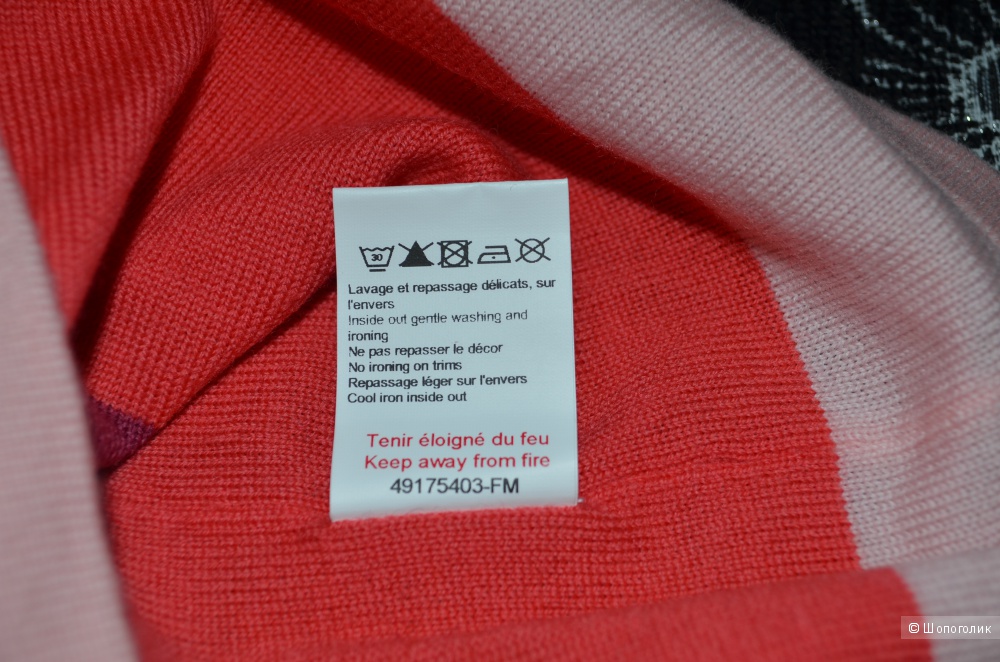 30
Lavage et repassage délicats, sur
l'envers
Inside out gentle washing and
ironing
Ne pas repasser le décor
No ironing on trims
Repassage léger sur l'envers
Cool iron inside out
Tenir éloigné du feu
Keep away from fire
49175403-FM
© Шопоголик